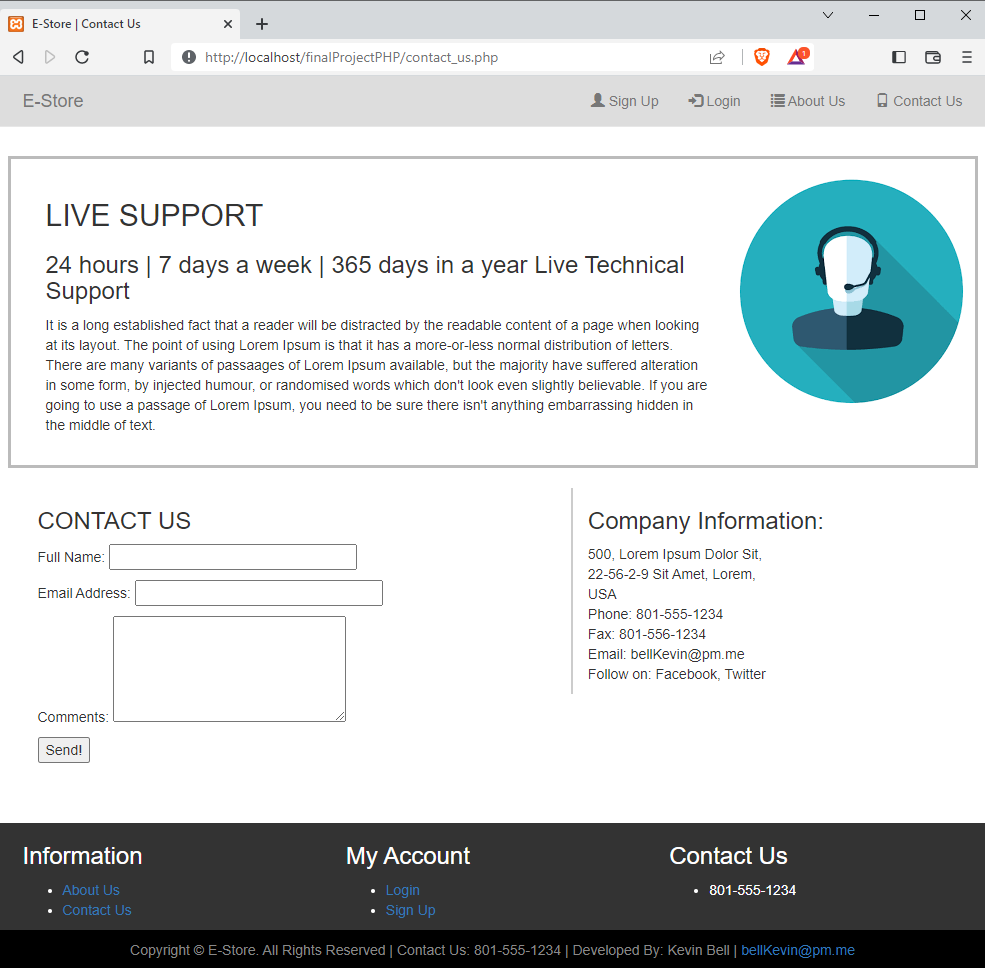 E-Store | Contact Us
http://localhost/finalProjectPHP/contact_us.php
1
E-Store
Sign Up
Login
About Us
Contact Us
LIVE SUPPORT
24 hours | 7 days a week | 365 days in a year Live Technical
Support
It is a long established fact that a reader will be distracted by the readable content of a page when looking
at its layout. The point of using Lorem Ipsum is that it has a more-or-less normal distribution of letters.
There are many variants of passaages of Lorem Ipsum available, but the majority have suffered alteration
in some form, by injected humour, or randomised words which don't look even slightly believable. If you are
going to use a passage of Lorem Ipsum, you need to be sure there isn't anything embarrassing hidden in
the middle of text.
CONTACT US
Full Name:
Email Address:
Comments:
Send!
Company Information:
500, Lorem Ipsum Dolor Sit,
22-56-2-9 Sit Amet, Lorem,
USA
Phone: 801-555-1234
Fax: 801-556-1234
Email: bellKevin@pm.me
Follow on: Facebook, Twitter
Information
About Us
Contact Us
My Account
Login
Sign Up
Contact Us
801-555-1234
Copyright © E-Store. All Rights Reserved | Contact Us: 801-555-1234 | Developed By: Kevin Bell | bellKevin@pm.me